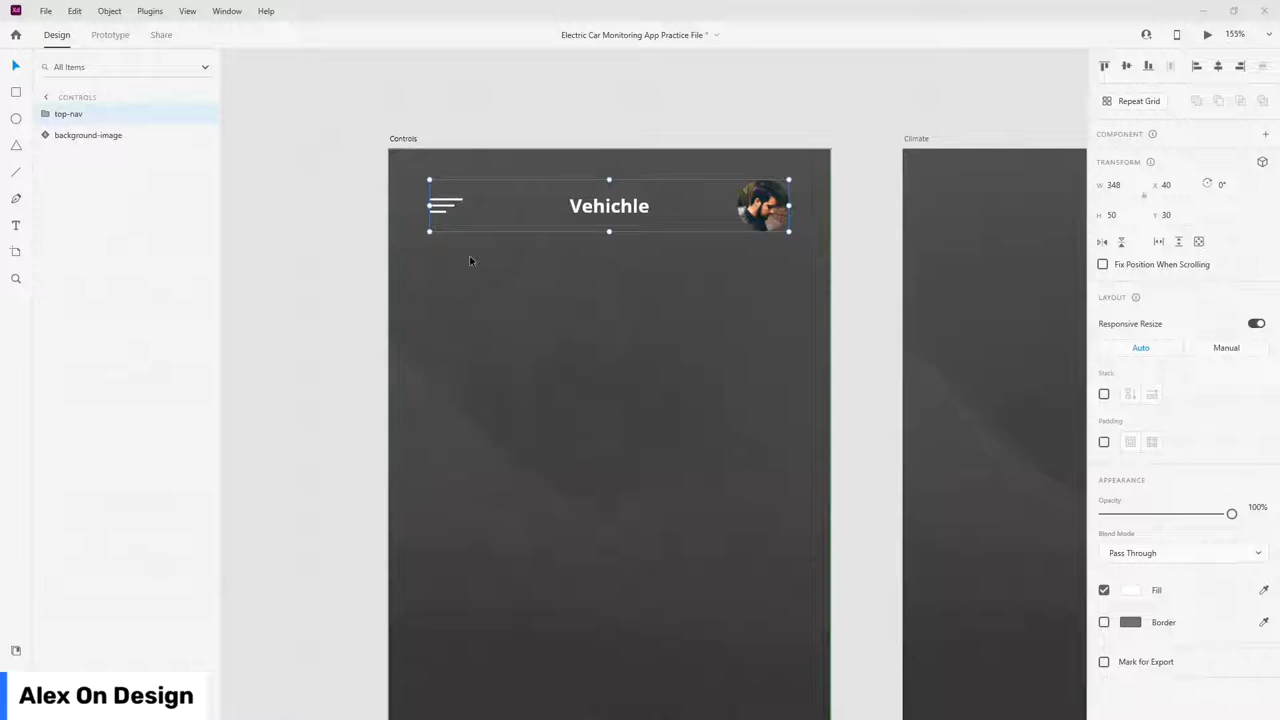 File Edit Object Plugins View Window Help
Design Prototype Share
Electric Car Monitoring App Practice File *
155%
All Items
CONTROLS
top-nav
background-image
Controls
Climate
Vehichle
Repeat Grid
COMPONENT
TRANSFORM
W 348 X 40 0°
H 50 Y 30
Fix Position When Scrolling
LAYOUT
Responsive Resize
Auto Manual
Stack
Padding
APPEARANCE
Opacity
100%
Blend Mode
Pass Through
Fill
Border
Mark for Export
Alex On Design